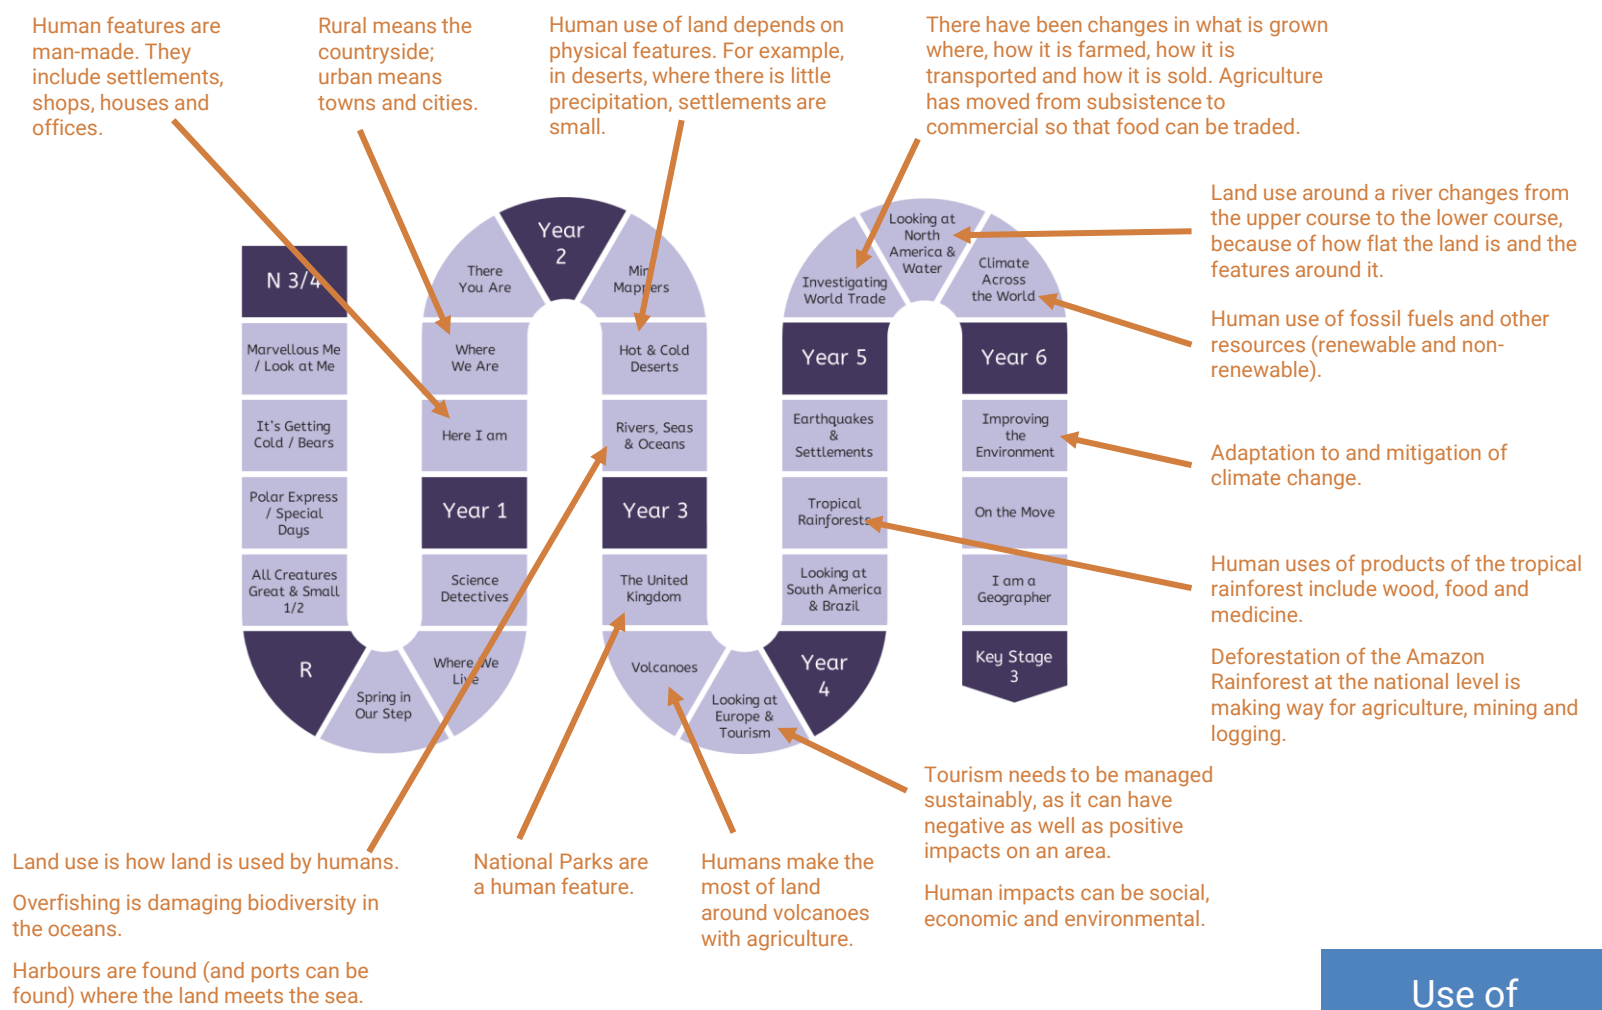 Human features are
man-made. They
include settlements,
shops, houses and
offices.
Rural means the
countryside;
urban means
towns and cities.
Human use of land depends on
physical features. For example,
in deserts, where there is little
precipitation, settlements are
small.
There have been changes in what is grown
where, how it is farmed, how it is
transported and how it is sold. Agriculture
has moved from subsistence to
commercial so that food can be traded.
Land use around a river changes from
the upper course to the lower course,
because of how flat the land is and the
features around it.
Human use of fossil fuels and other
resources (renewable and non-
renewable).
Adaptation to and mitigation of
climate change.
Human uses of products of the tropical
rainforest include wood, food and
medicine.
Deforestation of the Amazon
Rainforest at the national level is
making way for agriculture, mining and
logging.
N 3/4
Marvellous Me
/ Look at Me
It's Getting
Cold / Bears
Polar Express
/ Special
Days
All Creatures
Great & Small
1/2
R
Spring in
Our Step
Where We
Live
Science
Detectives
Year 1
Here I am
Where
We Are
There
You Are
Year
2
Mini
Mappers
Hot & Cold
Deserts
Rivers, Seas
& Oceans
Year 3
The United
Kingdom
Volcanoes
Looking at
Europe &
Tourism
Year
4
Looking at
South America
& Brazil
Tropical
Rainforests
Earthquakes
&
Settlements
Year 5
Investigating
World Trade
Looking at
North
America &
Water
Climate
Across
the World
Year 6
Improving
the
Environment
On the Move
I am a
Geographer
Key Stage
3
Land use is how land is used by humans.
Overfishing is damaging biodiversity in
the oceans.
Harbours are found (and ports can be
found) where the land meets the sea.
National Parks are
a human feature.
Humans make the
most of land
around volcanoes
with agriculture.
Tourism needs to be managed
sustainably, as it can have
negative as well as positive
impacts on an area.
Human impacts can be social,
economic and environmental.
Use of